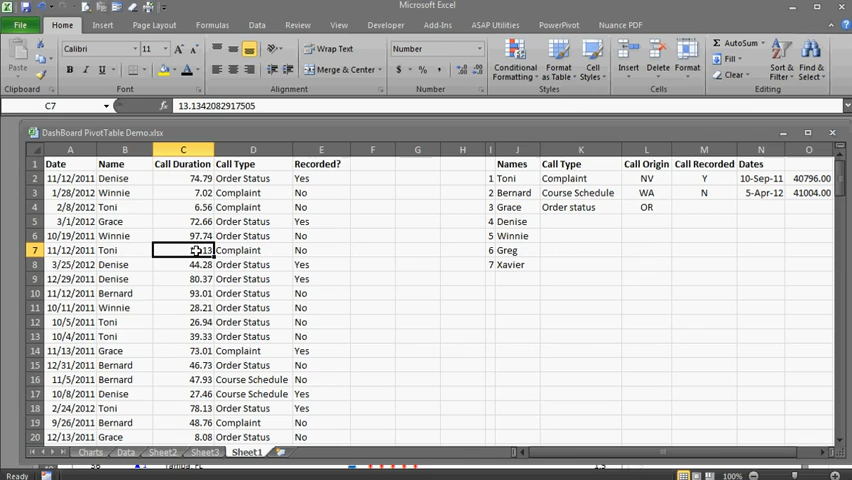 Microsoft Excel
File Home Insert Page Layout Formulas Data Review View Developer Add-Ins ASAP Utilities PowerPivot Nuance PDF
Calibri 11 Wrap Text Number AutoSum
Fill
Paste B I U A Merge & Center $ % , Conditional Formatting as Table Cell Styles Insert Delete Format Clear Sort & Filter Find & Select
Clipboard Font Alignment Number Styles Cells Editing
C7 fx 13.1342082917505
DashBoard PivotTable Demo.xlsx
A B C D E F G H I J K L M N O
1 Date Name Call Duration Call Type Recorded? Names Call Type Call Origin Call Recorded Dates
2 11/12/2011 Denise 74.79 Order Status Yes 1 Toni Complaint NV Y 10-Sep-11 40796.00
3 1/28/2012 Winnie 7.02 Complaint No 2 Bernard Course Schedule WA N 5-Apr-12 41004.00
4 2/8/2012 Toni 6.56 Complaint No 3 Grace Order status OR
5 3/1/2012 Grace 72.66 Order Status Yes 4 Denise
6 10/19/2011 Winnie 97.74 Order Status No 5 Winnie
7 11/12/2011 Toni 13 Complaint No 6 Greg
8 3/25/2012 Denise 44.28 Order Status Yes 7 Xavier
9 12/29/2011 Denise 80.37 Order Status Yes
10 11/12/2011 Bernard 93.01 Order Status No
11 10/11/2011 Winnie 28.21 Order Status No
12 10/5/2011 Toni 26.94 Order Status No
13 10/4/2011 Toni 39.33 Order Status No
14 11/13/2011 Grace 73.01 Complaint Yes
15 12/31/2011 Bernard 46.73 Order Status No
16 11/5/2011 Bernard 47.93 Course Schedule No
17 10/8/2011 Denise 27.46 Course Schedule Yes
18 2/24/2012 Toni 78.13 Order Status Yes
19 9/26/2011 Bernard 48.76 Complaint No
20 12/13/2011 Grace 8.08 Order Status No
Charts Data Sheet2 Sheet3 Sheet1
Ready 100%